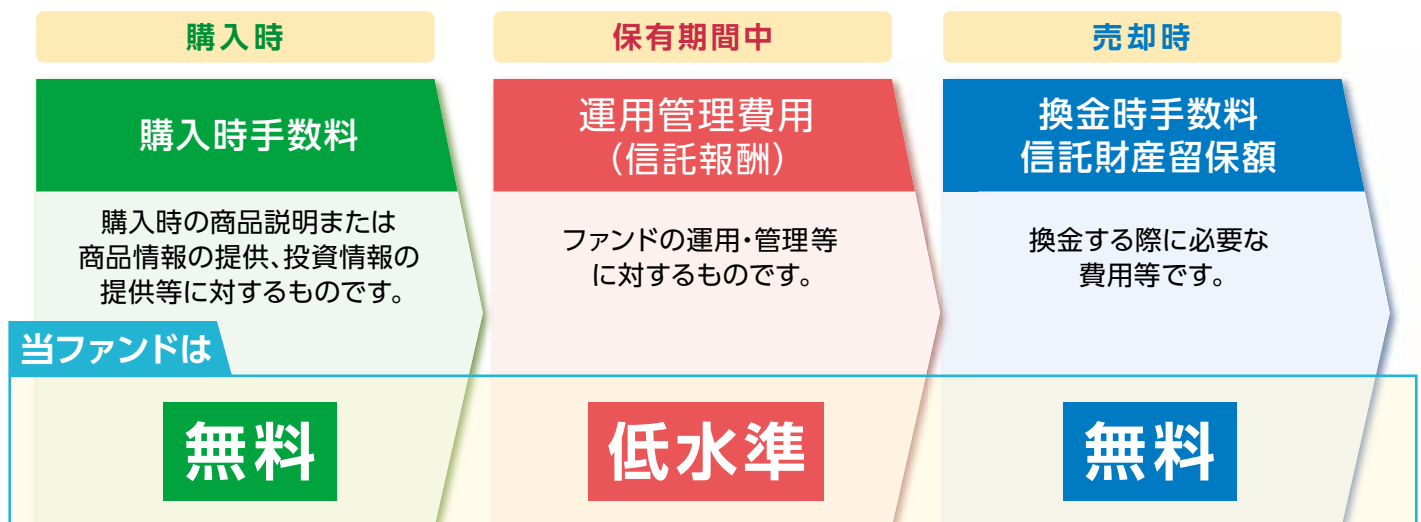 購入時
購入時手数料
購入時の商品説明または
商品情報の提供、投資情報の
提供等に対するものです。
保有期間中
運用管理費用
(信託報酬)
ファンドの運用・管理等
に対するものです。
売却時
換金時手数料
信託財産留保額
換金する際に必要な
費用等です。
当ファンドは
無料
低水準
無料